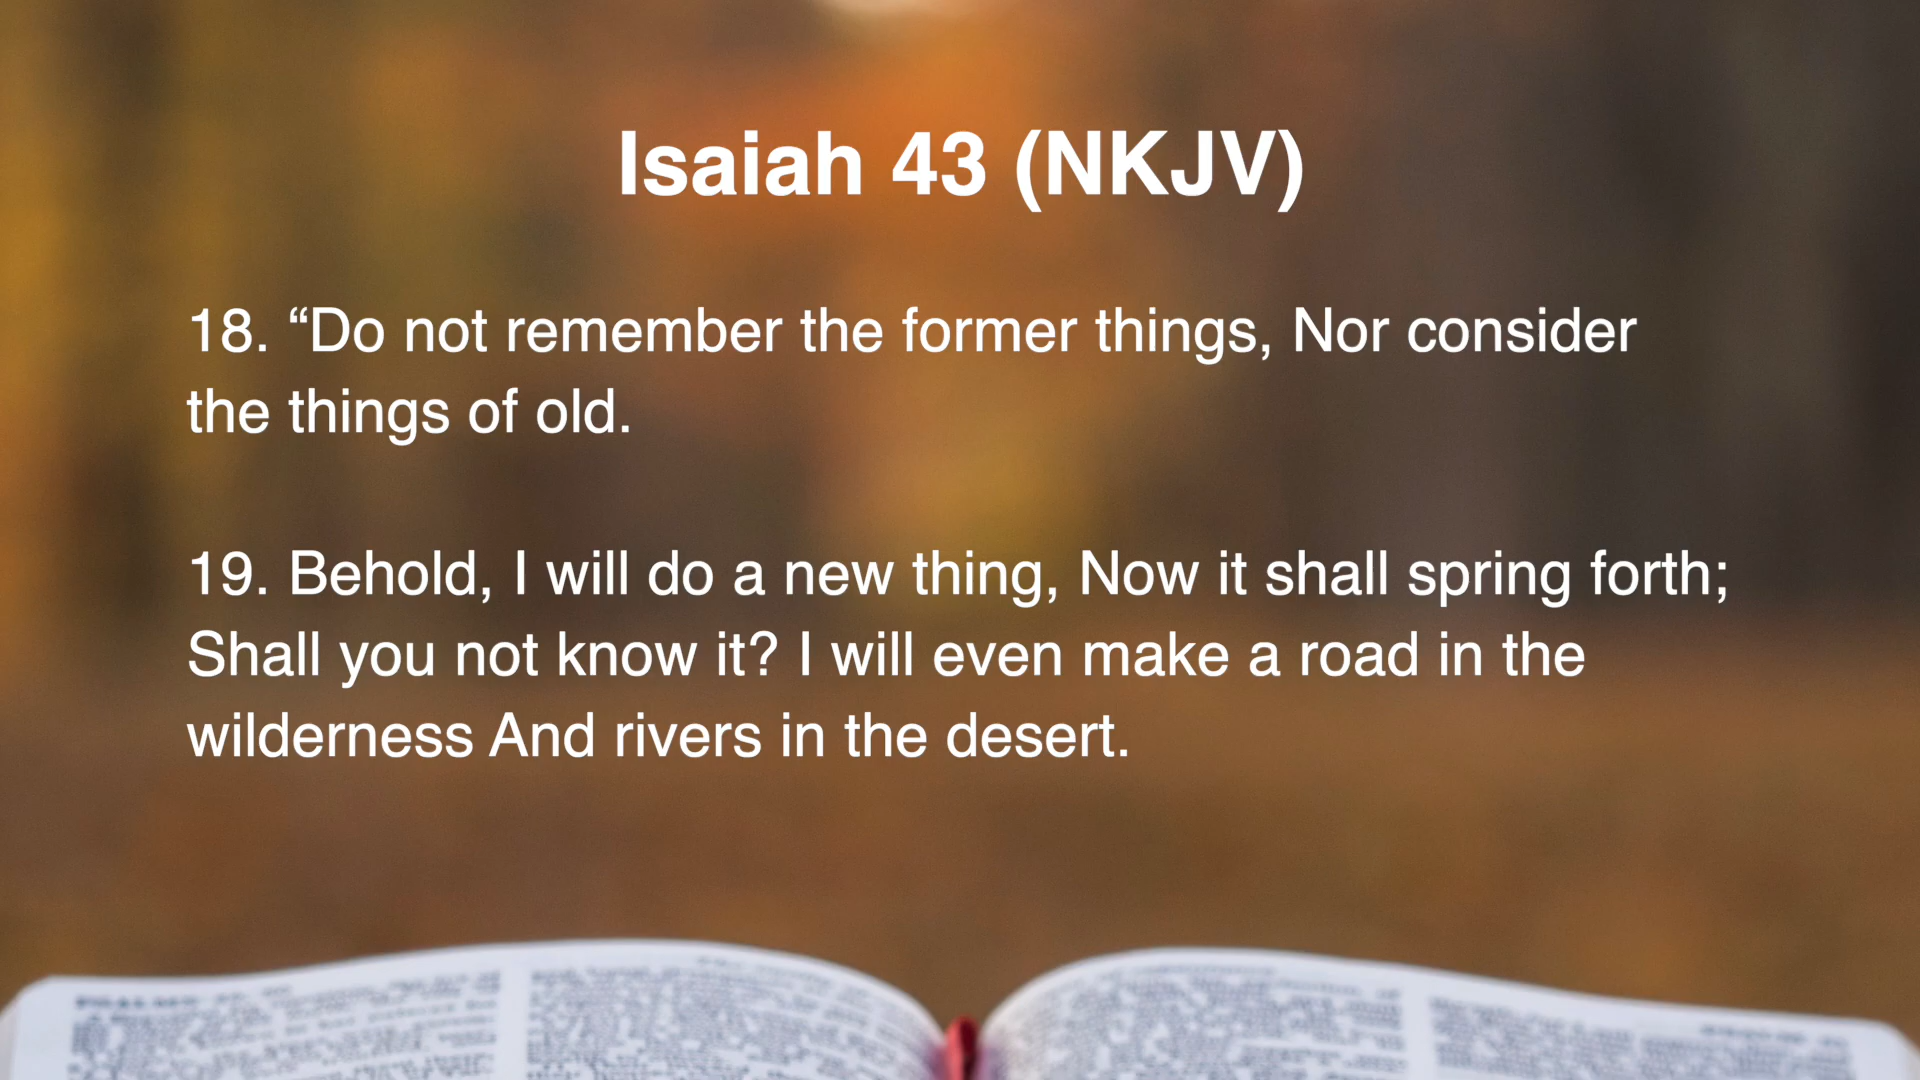 Isaiah 43 (NKJV)
18. “Do not remember the former things, Nor consider
the things of old.
19. Behold, I will do a new thing, Now it shall spring forth;
Shall you not know it? I will even make a road in the
wilderness And rivers in the desert.
PSALMS